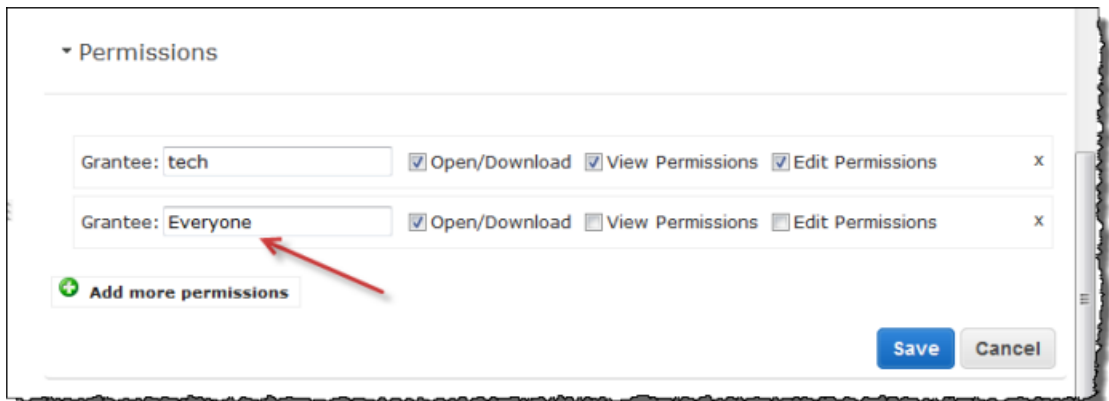 Permissions
Grantee: tech Open/Download View Permissions Edit Permissions x
Grantee: Everyone Open/Download View Permissions Edit Permissions x
Add more permissions
Save Cancel